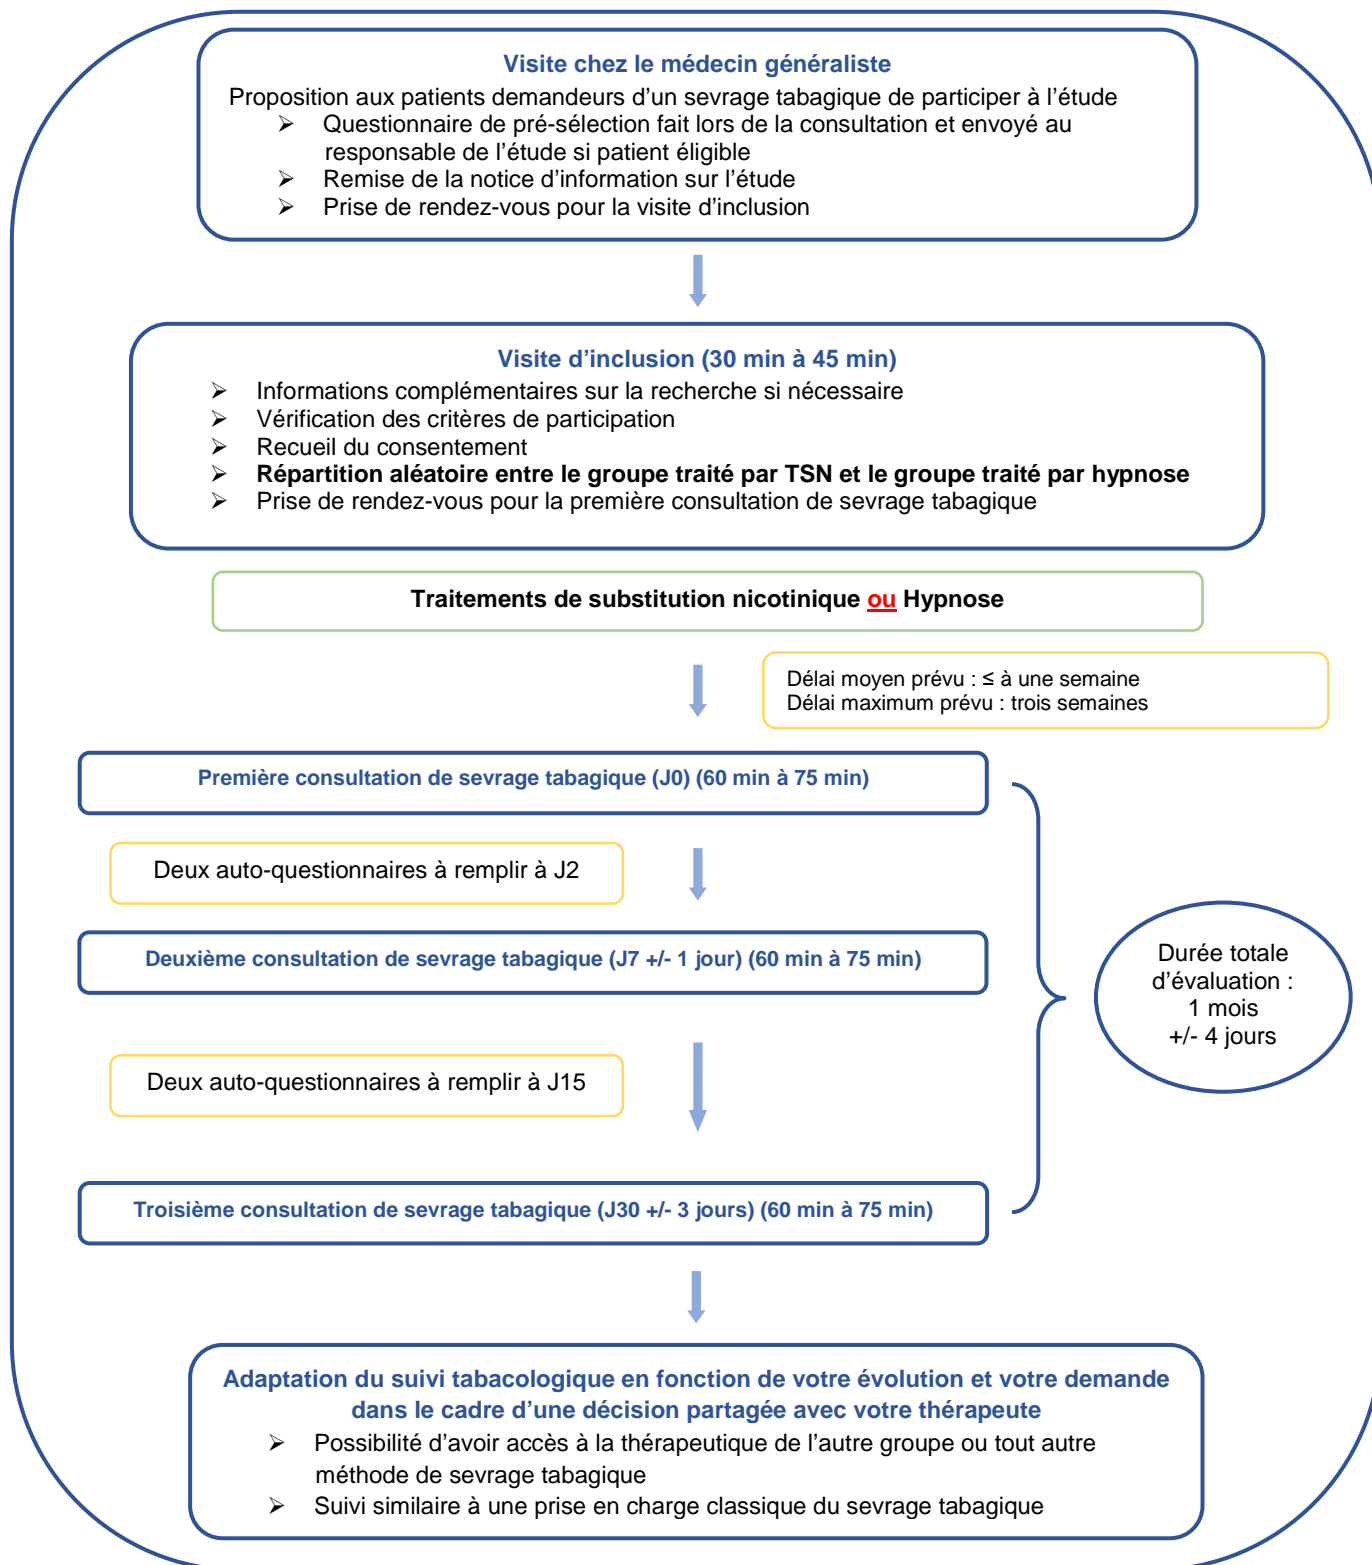 Visite chez le médecin généraliste
Proposition aux patients demandeurs d'un sevrage tabagique de participer à l'étude
➢ Questionnaire de pré-sélection fait lors de la consultation et envoyé au
responsable de l'étude si patient éligible
➢ Remise de la notice d'information sur l'étude
➢ Prise de rendez-vous pour la visite d'inclusion
Visite d'inclusion (30 min à 45 min)
➢ Informations complémentaires sur la recherche si nécessaire
➢ Vérification des critères de participation
➢ Recueil du consentement
➢ Répartition aléatoire entre le groupe traité par TSN et le groupe traité par hypnose
➢ Prise de rendez-vous pour la première consultation de sevrage tabagique
Traitements de substitution nicotinique ou Hypnose
Délai moyen prévu : ≤ à une semaine
Délai maximum prévu : trois semaines
Première consultation de sevrage tabagique (J0) (60 min à 75 min)
Deux auto-questionnaires à remplir à J2
Deuxième consultation de sevrage tabagique (J7 +/- 1 jour) (60 min à 75 min)
Durée totale
d'évaluation :
1 mois
+/- 4 jours
Deux auto-questionnaires à remplir à J15
Troisième consultation de sevrage tabagique (J30 +/- 3 jours) (60 min à 75 min)
Adaptation du suivi tabacologique en fonction de votre évolution et votre demande
dans le cadre d'une décision partagée avec votre thérapeute
➢ Possibilité d'avoir accès à la thérapeutique de l'autre groupe ou tout autre
méthode de sevrage tabagique
➢ Suivi similaire à une prise en charge classique du sevrage tabagique